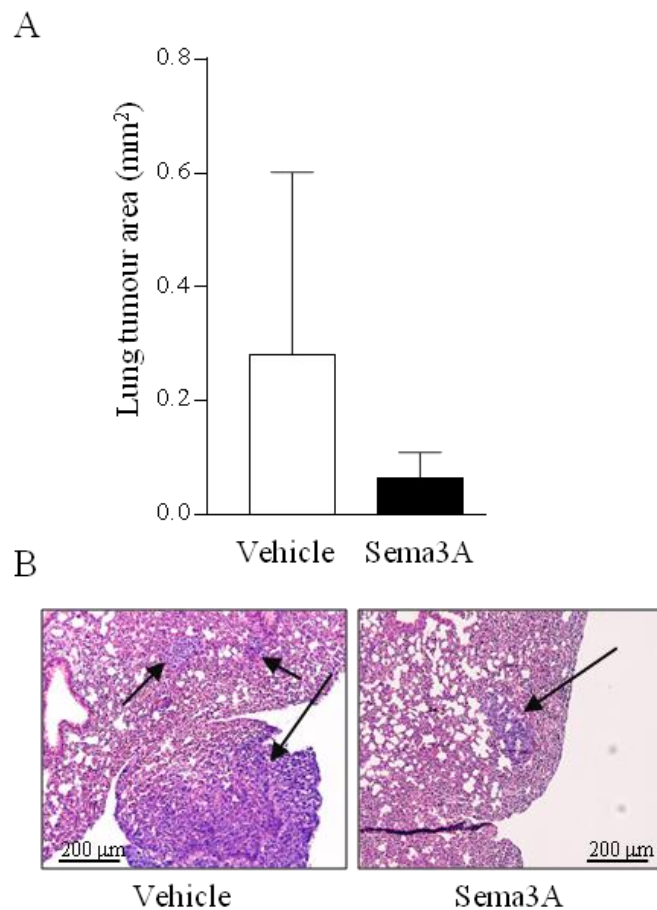 A
Lung tumour area (mm²)
0.8
0.6
0.4
0.2
0.0
Vehicle Sema3A
B
200 μm 200 μm
Vehicle Sema3A